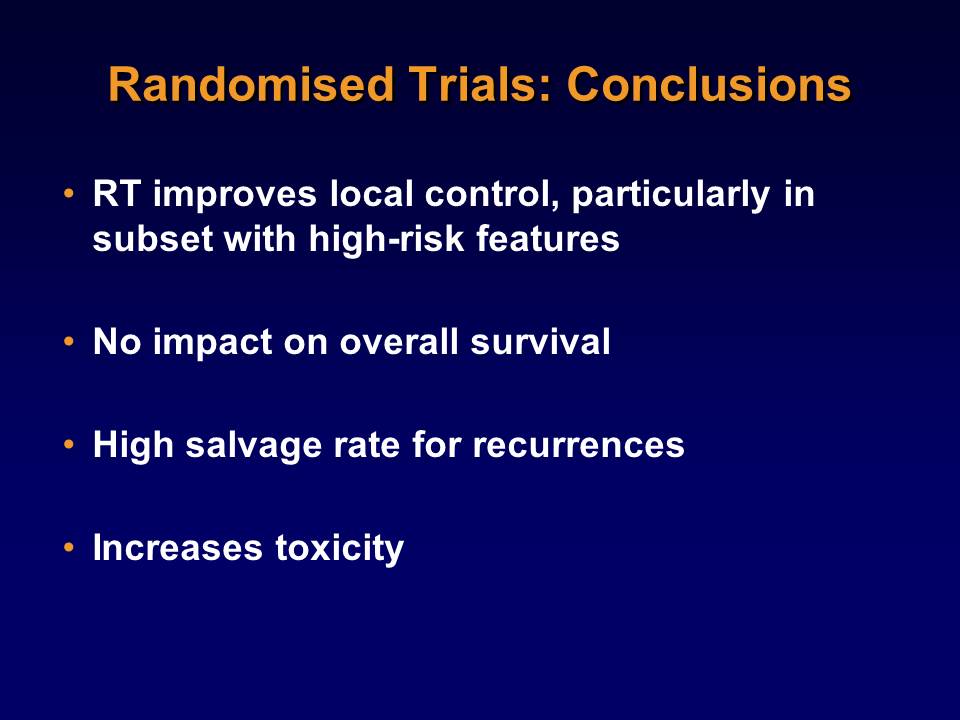 Randomised Trials: Conclusions
• RT improves local control, particularly in
subset with high-risk features
• No impact on overall survival
• High salvage rate for recurrences
• Increases toxicity